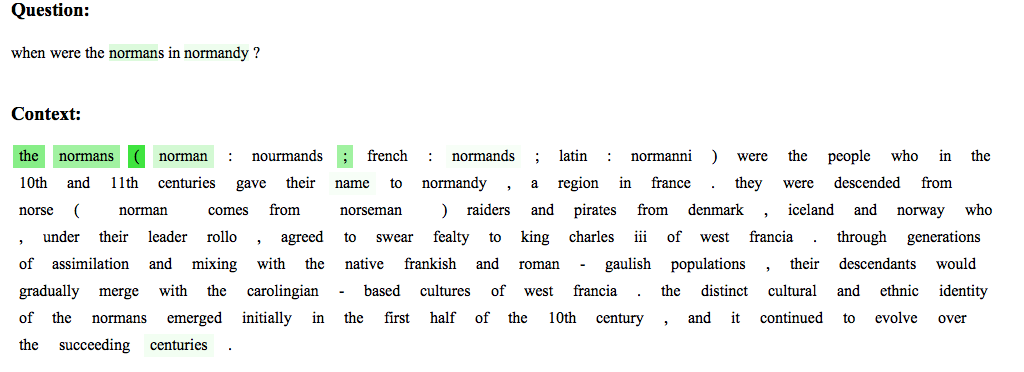 Question:
when were the normans in normandy ?
Context:
the normans ( norman : nourmands ; french : normands ; latin : normanni ) were the people who in the
10th and 11th centuries gave their name to normandy , a region in france . they were descended from
norse ( norman comes from norseman ) raiders and pirates from denmark , iceland and norway who
, under their leader rollo , agreed to swear fealty to king charles iii of west francia . through generations
of assimilation and mixing with the native frankish and roman - gaulish populations , their descendants would
gradually merge with the carolingian - based cultures of west francia . the distinct cultural and ethnic identity
of the normans emerged initially in the first half of the 10th century , and it continued to evolve over
the succeeding centuries .